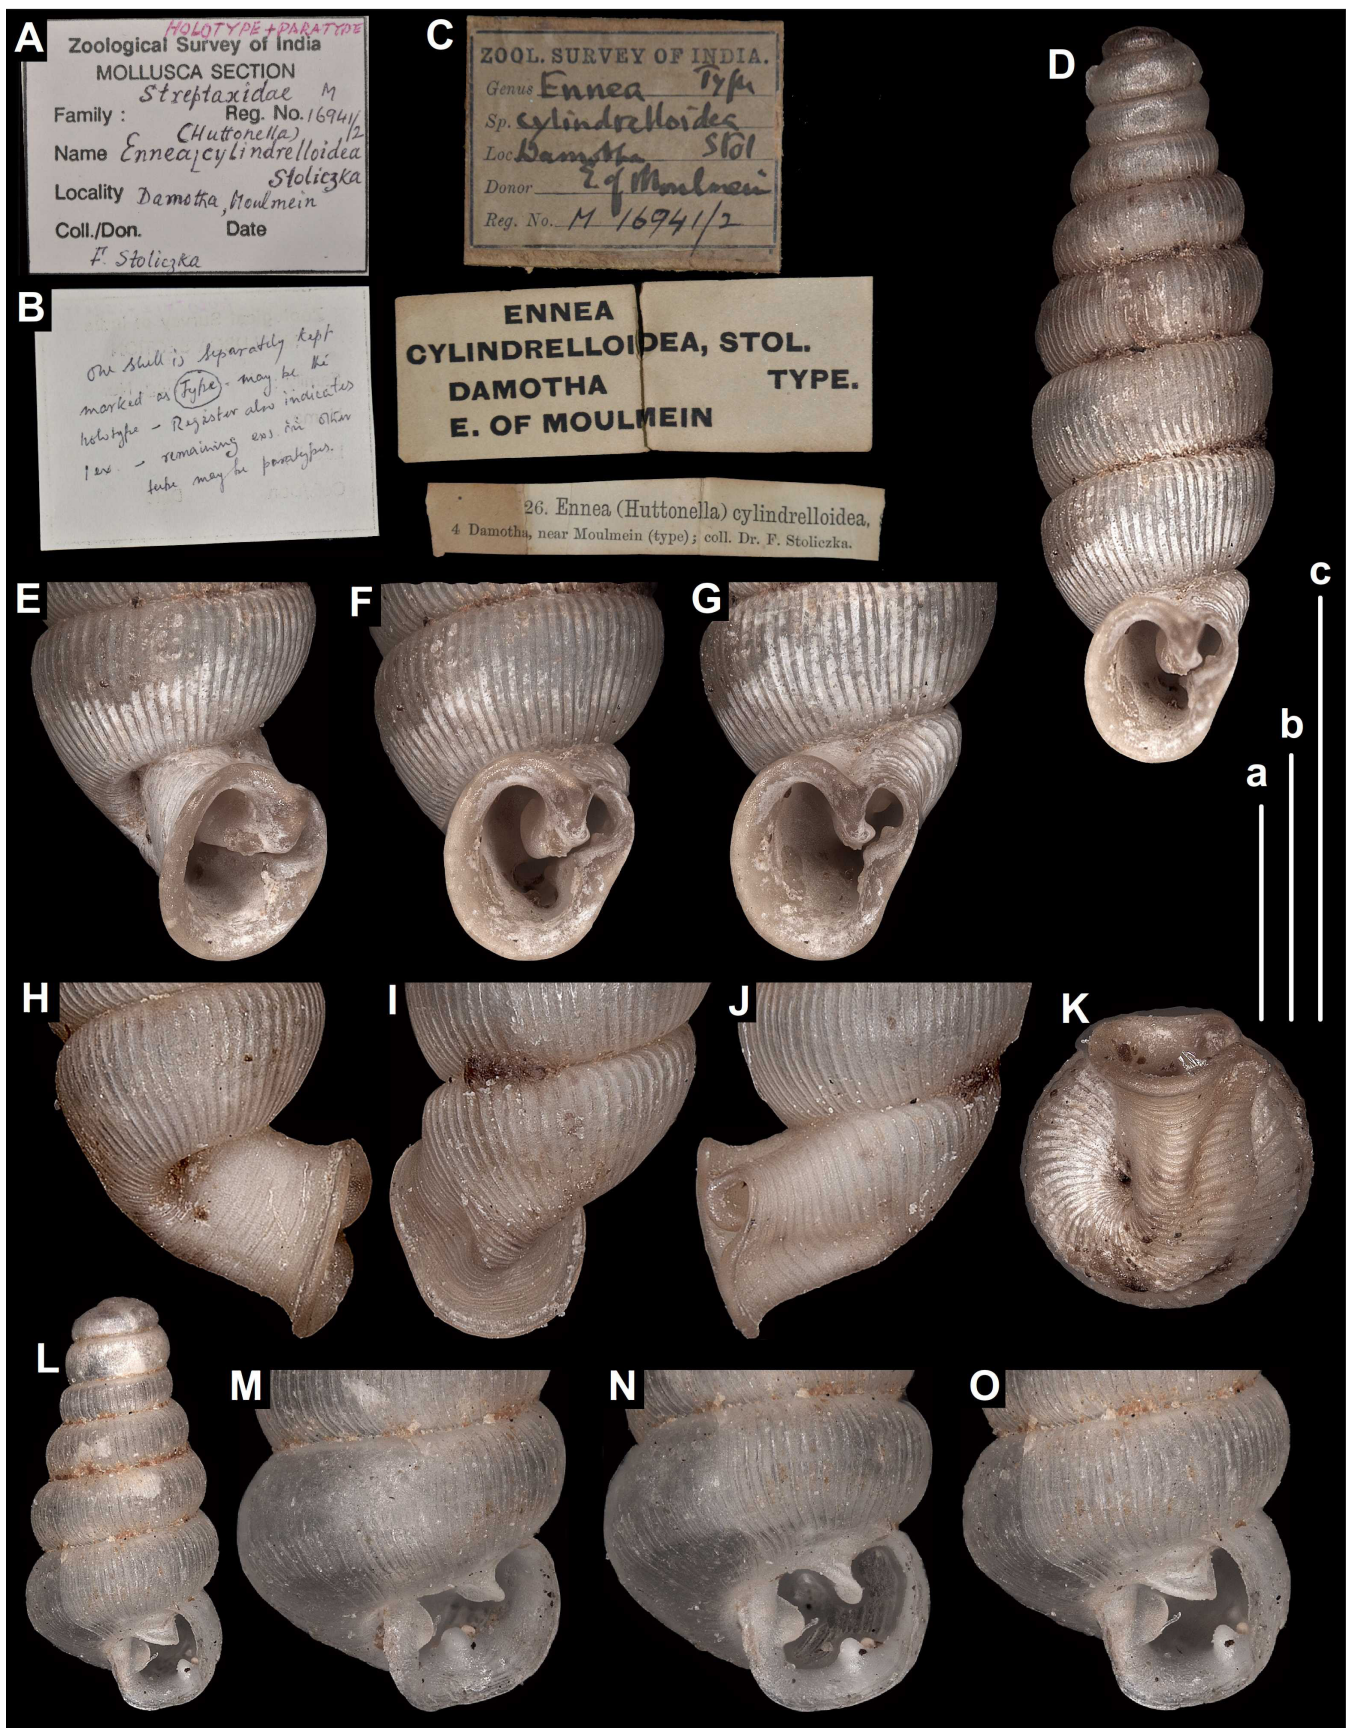 A
HOLOTYPE + PARATYPE
Zoological Survey of India
MOLLUSCA SECTION
Streptaxidae M
Family : Reg. No. 16941/2
(Huttonella)
Name Ennea cylindrelloidea
Stoliczka
Locality Damotha, Moulmein
Coll./Don. Date
F. Stoliczka
B
One shell is separately kept
marked as Type - may be the
holotype - Register also indicates
1 ex. - remaining exs in other
tube may be paratypes.
C
ZOOL. SURVEY OF INDIA.
Genus Ennea Type
Sp. cylindrelloidea
Loc Damotha Stol
Donor E of Moulmein
Reg. No. M 16941/2
ENNEA
CYLINDRELLOIDEA, STOL.
DAMOTHA TYPE.
E. OF MOULMEIN
26. Ennea (Huttonella) cylindrelloidea,
4 Damotha, near Moulmein (type); coll. Dr. F. Stoliczka.
D
E
F
G
c
b
a
H
I
J
K
L
M
N
O